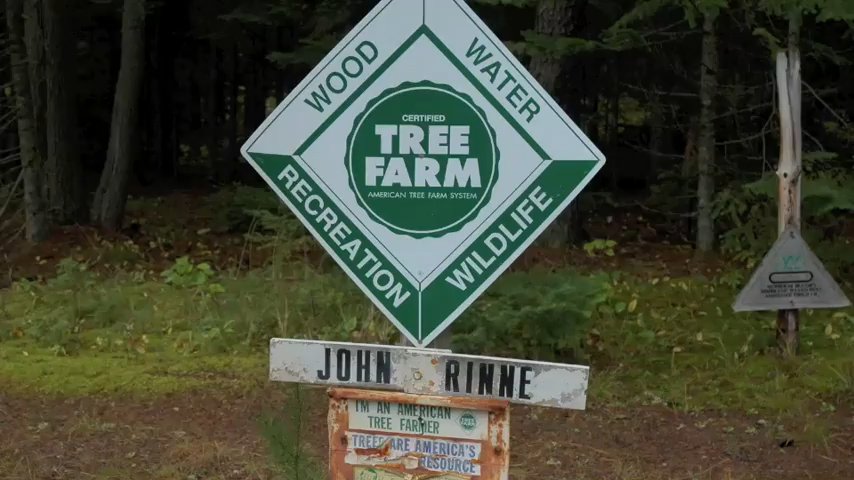 WOOD
WATER
CERTIFIED
TREE
FARM
AMERICAN TREE FARM SYSTEM
RECREATION
WILDLIFE
JOHN RINNE
I'M AN AMERICAN
TREE FARMER
TREES ARE AMERICA'S
RESOURCE